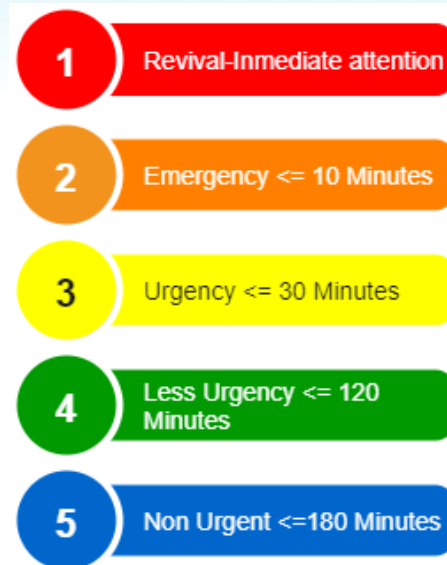 1
Revival-Inmediate attention
2
Emergency <= 10 Minutes
3
Urgency <= 30 Minutes
4
Less Urgency <= 120
Minutes
5
Non Urgent <=180 Minutes